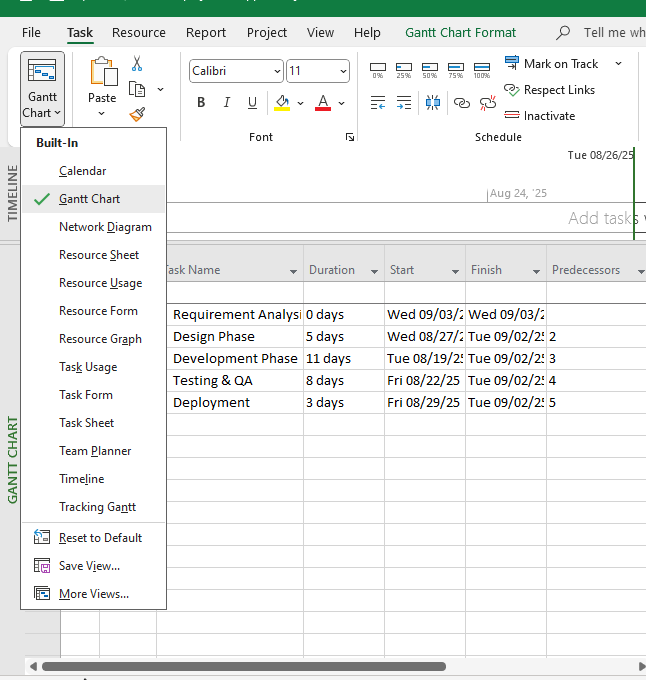 File Task Resource Report Project View Help Gantt Chart Format Tell me wh
Gantt
Chart
Paste
Calibri 11
B I U A
0% 25% 50% 75% 100%
Mark on Track
Respect Links
Inactivate
Font Schedule
Built-In
Calendar
Gantt Chart
Network Diagram
Resource Sheet
Resource Usage
Resource Form
Resource Graph
Task Usage
Task Form
Task Sheet
Team Planner
Timeline
Tracking Gantt
Reset to Default
Save View...
More Views...
TIMELINE
Tue 08/26/25
Aug 24, '25
Add tasks
GANTT CHART
Task Name Duration Start Finish Predecessors
Requirement Analysi 0 days Wed 09/03/2 Wed 09/03/2
Design Phase 5 days Wed 08/27/2 Tue 09/02/25 2
Development Phase 11 days Tue 08/19/25 Tue 09/02/25 3
Testing & QA 8 days Fri 08/22/25 Tue 09/02/25 4
Deployment 3 days Fri 08/29/25 Tue 09/02/25 5